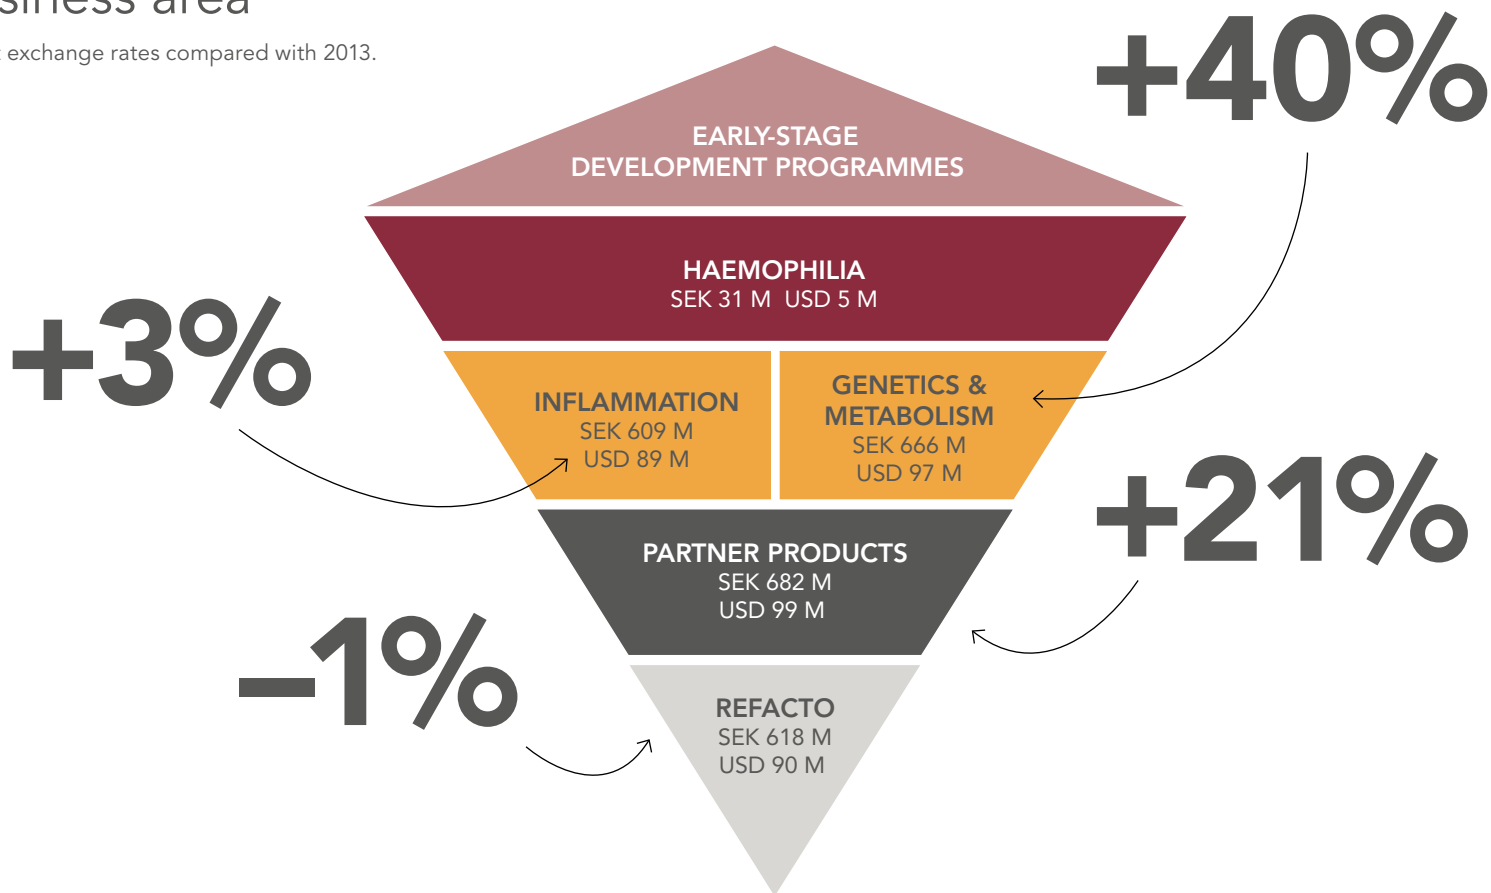 exchange rates compared with 2013.
+40%
EARLY-STAGE
DEVELOPMENT PROGRAMMES
HAEMOPHILIA
SEK 31 M  USD 5 M
+3%
INFLAMMATION
SEK 609 M
USD 89 M
GENETICS &
METABOLISM
SEK 666 M
USD 97 M
+21%
PARTNER PRODUCTS
SEK 682 M
USD 99 M
–1%
REFACTO
SEK 618 M
USD 90 M